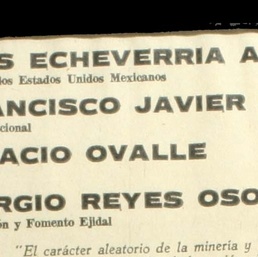 S ECHEVERRIA A
los Estados Unidos Mexicanos
ANCISCO JAVIER
cional
ACIO OVALLE
RGIO REYES OSO
ón y Fomento Ejidal
"El carácter aleatorio de la minería y